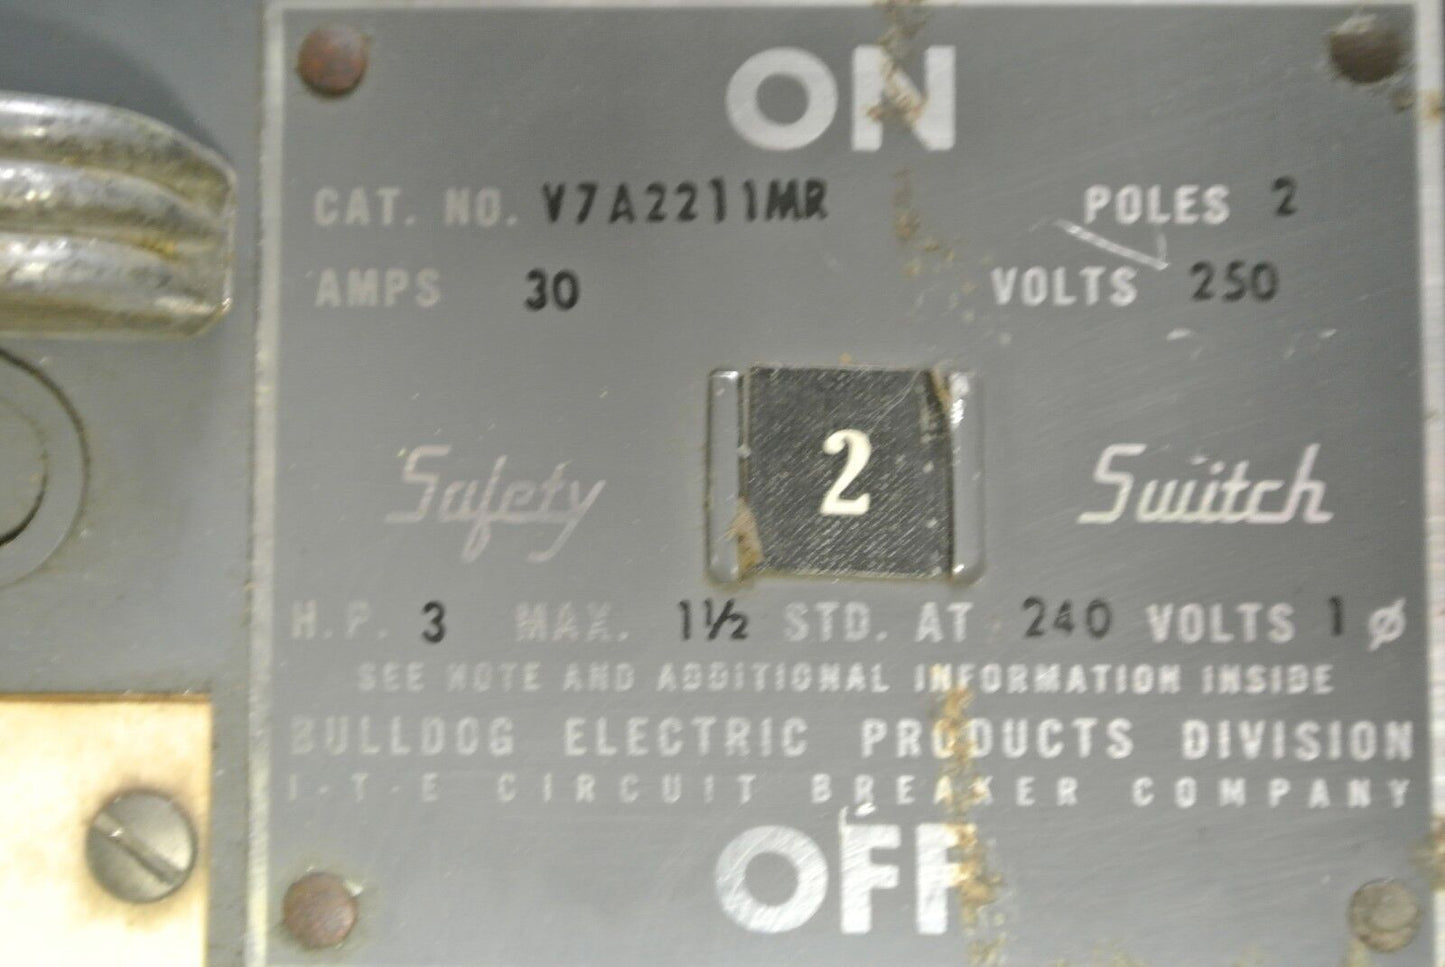 ON
CAT. NO. V7A2211MR POLES 2
AMPS 30 VOLTS 250
Safety 2 Switch
H.P. 3 MAX. 1½ STD. AT 240 VOLTS 1 ø
SEE NOTE AND ADDITIONAL INFORMATION INSIDE
BULLDOG ELECTRIC PRODUCTS DIVISION
I-T-E CIRCUIT BREAKER COMPANY
OFF